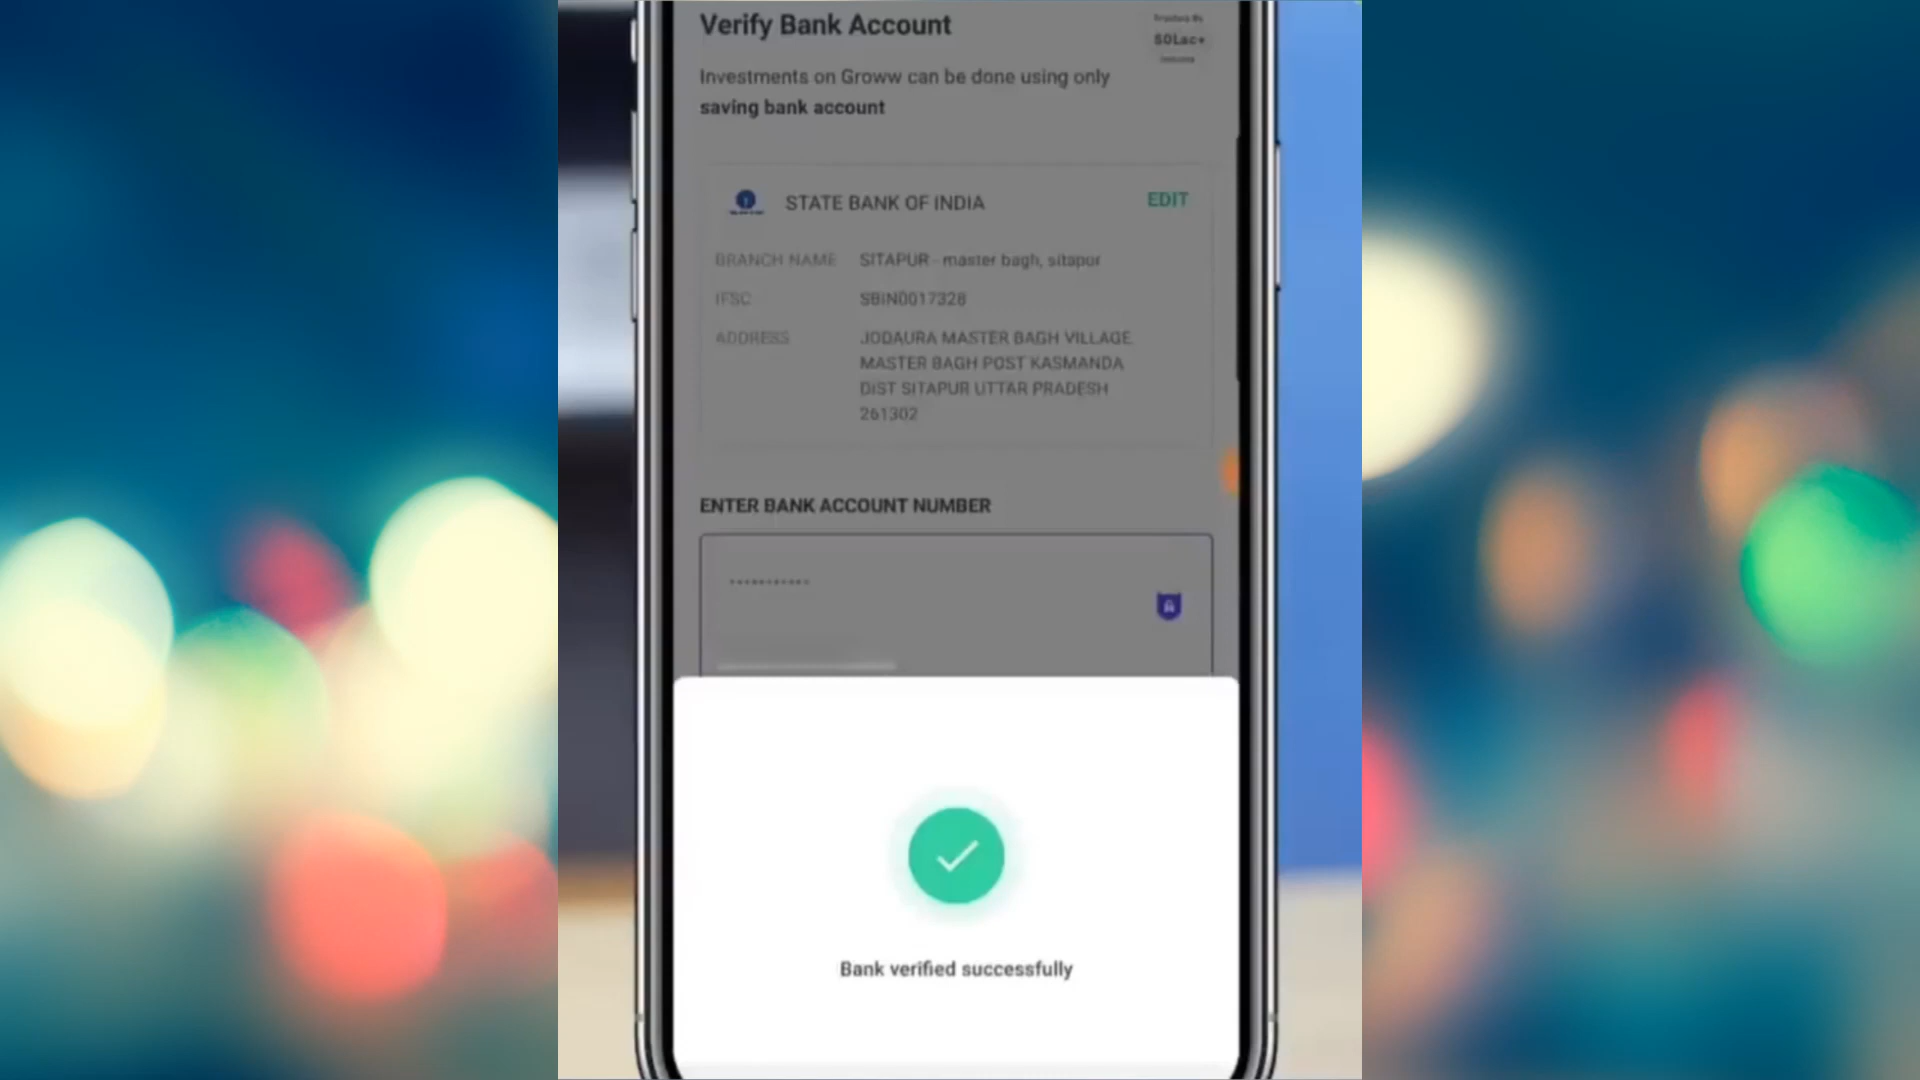 Verify Bank Account
50Lac+
Investments on Groww can be done using only
saving bank account
STATE BANK OF INDIA
EDIT
BRANCH NAME SITAPUR - master bagh, sitapur
IFSC SBIN0017328
ADDRESS JODAURA MASTER BAGH VILLAGE
MASTER BAGH POST KASMANDA
DIST SITAPUR UTTAR PRADESH
261302
ENTER BANK ACCOUNT NUMBER
Bank verified successfully